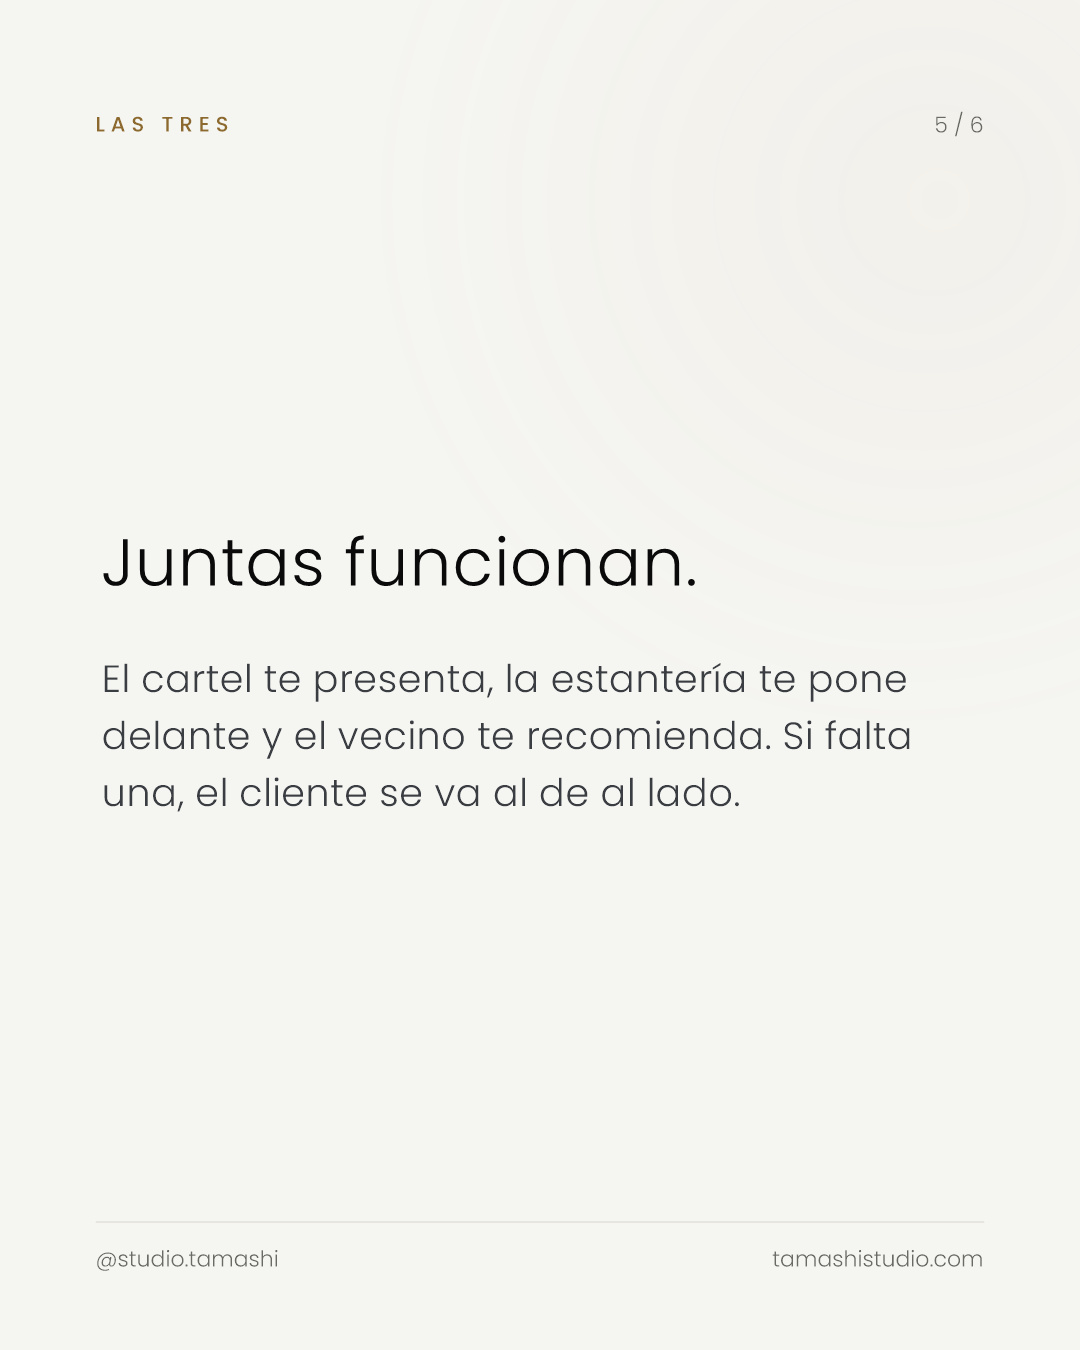 LAS TRES
5 / 6
Juntas funcionan.
El cartel te presenta, la estantería te pone
delante y el vecino te recomienda. Si falta
una, el cliente se va al de al lado.
@studio.tamashi
tamashistudio.com